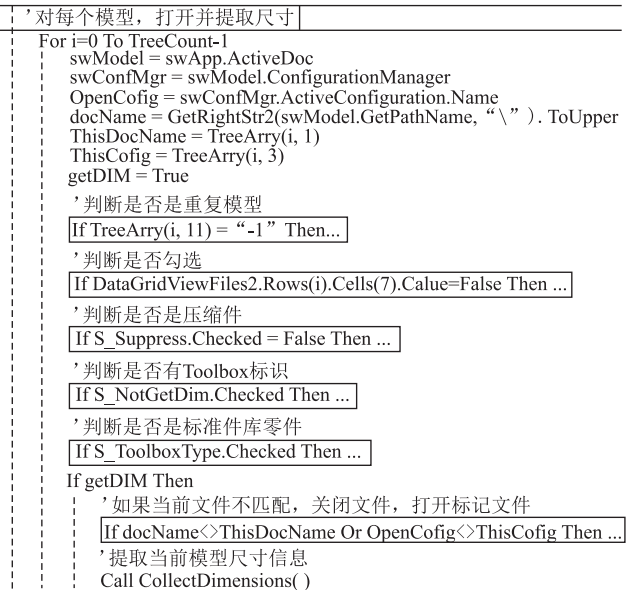 '对每个模型，打开并提取尺寸
For i=0 To TreeCount-1
swModel = swApp.ActiveDoc
swConfMgr = swModel.ConfigurationManager
OpenCofig = swConfMgr.ActiveConfiguration.Name
docName = GetRightStr2(swModel.GetPathName, “\”). ToUpper
ThisDocName = TreeArry(i, 1)
ThisCofig = TreeArry(i, 3)
getDIM = True
'判断是否是重复模型
If TreeArry(i, 11) = “-1” Then...
'判断是否勾选
If DataGridViewFiles2.Rows(i).Cells(7).Calue=False Then ...
'判断是否是压缩件
If S_Suppress.Checked = False Then ...
'判断是否有Toolbox标识
If S_NotGetDim.Checked Then ...
'判断是否是标准件库零件
If S_ToolboxType.Checked Then ...
If getDIM Then
'如果当前文件不匹配，关闭文件，打开标记文件
If docName<>ThisDocName Or OpenCofig<>ThisCofig Then ...
'提取当前模型尺寸信息
Call CollectDimensions( )